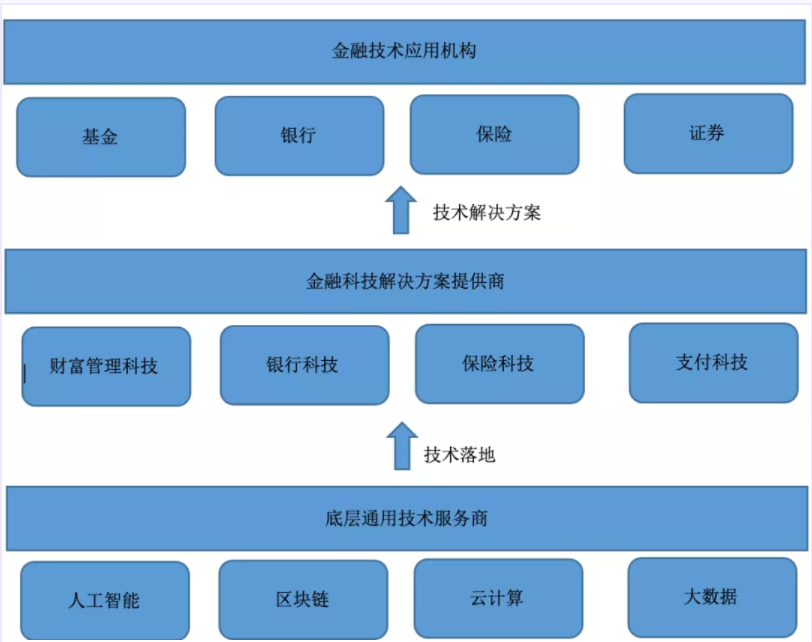 金融技术应用机构
基金
银行
保险
证券
技术解决方案
金融科技解决方案提供商
财富管理科技
银行科技
保险科技
支付科技
技术落地
底层通用技术服务商
人工智能
区块链
云计算
大数据